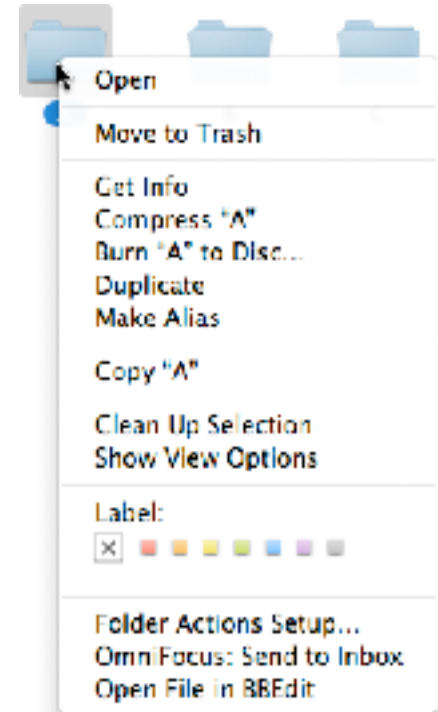 Open
Move to Trash
Get Info
Compress “A”
Burn “A” to Disc...
Duplicate
Make Alias
Copy “A”
Clean Up Selection
Show View Options
Label:
Folder Actions Setup...
OmniFocus: Send to Inbox
Open File in BBEdit